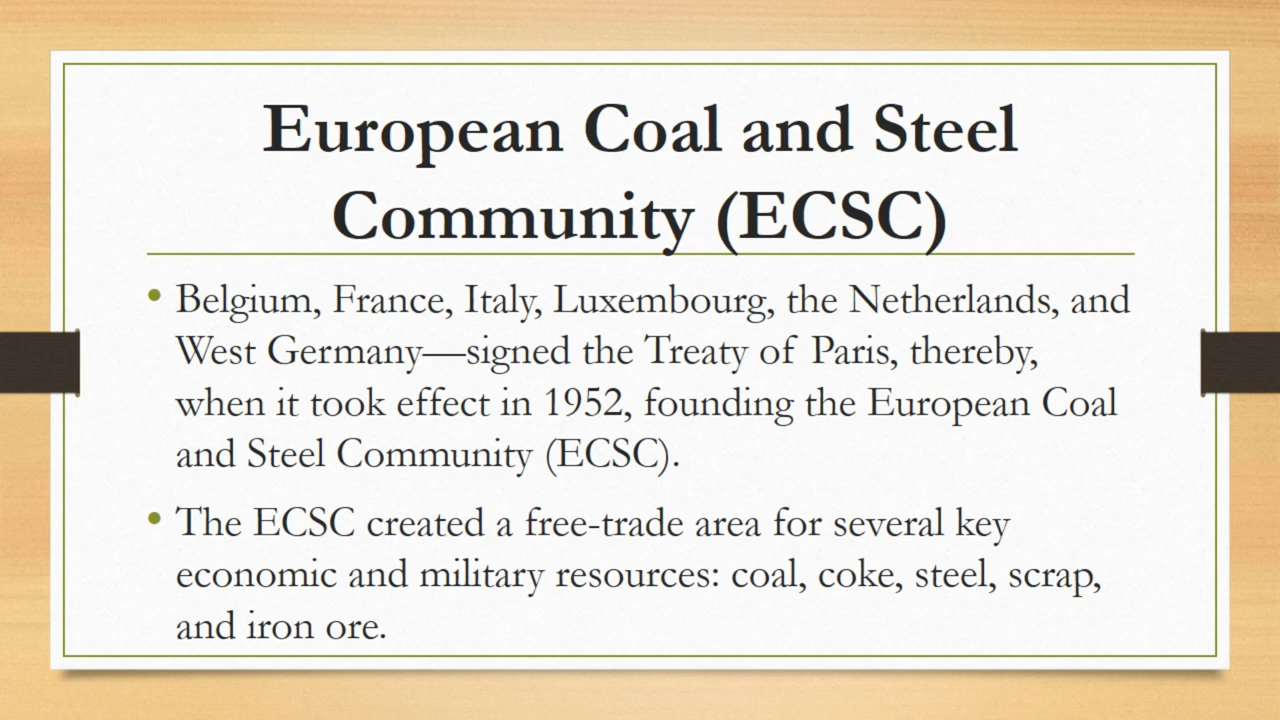 European Coal and Steel
Community (ECSC)
• Belgium, France, Italy, Luxembourg, the Netherlands, and
West Germany—signed the Treaty of Paris, thereby,
when it took effect in 1952, founding the European Coal
and Steel Community (ECSC).
• The ECSC created a free-trade area for several key
economic and military resources: coal, coke, steel, scrap,
and iron ore.